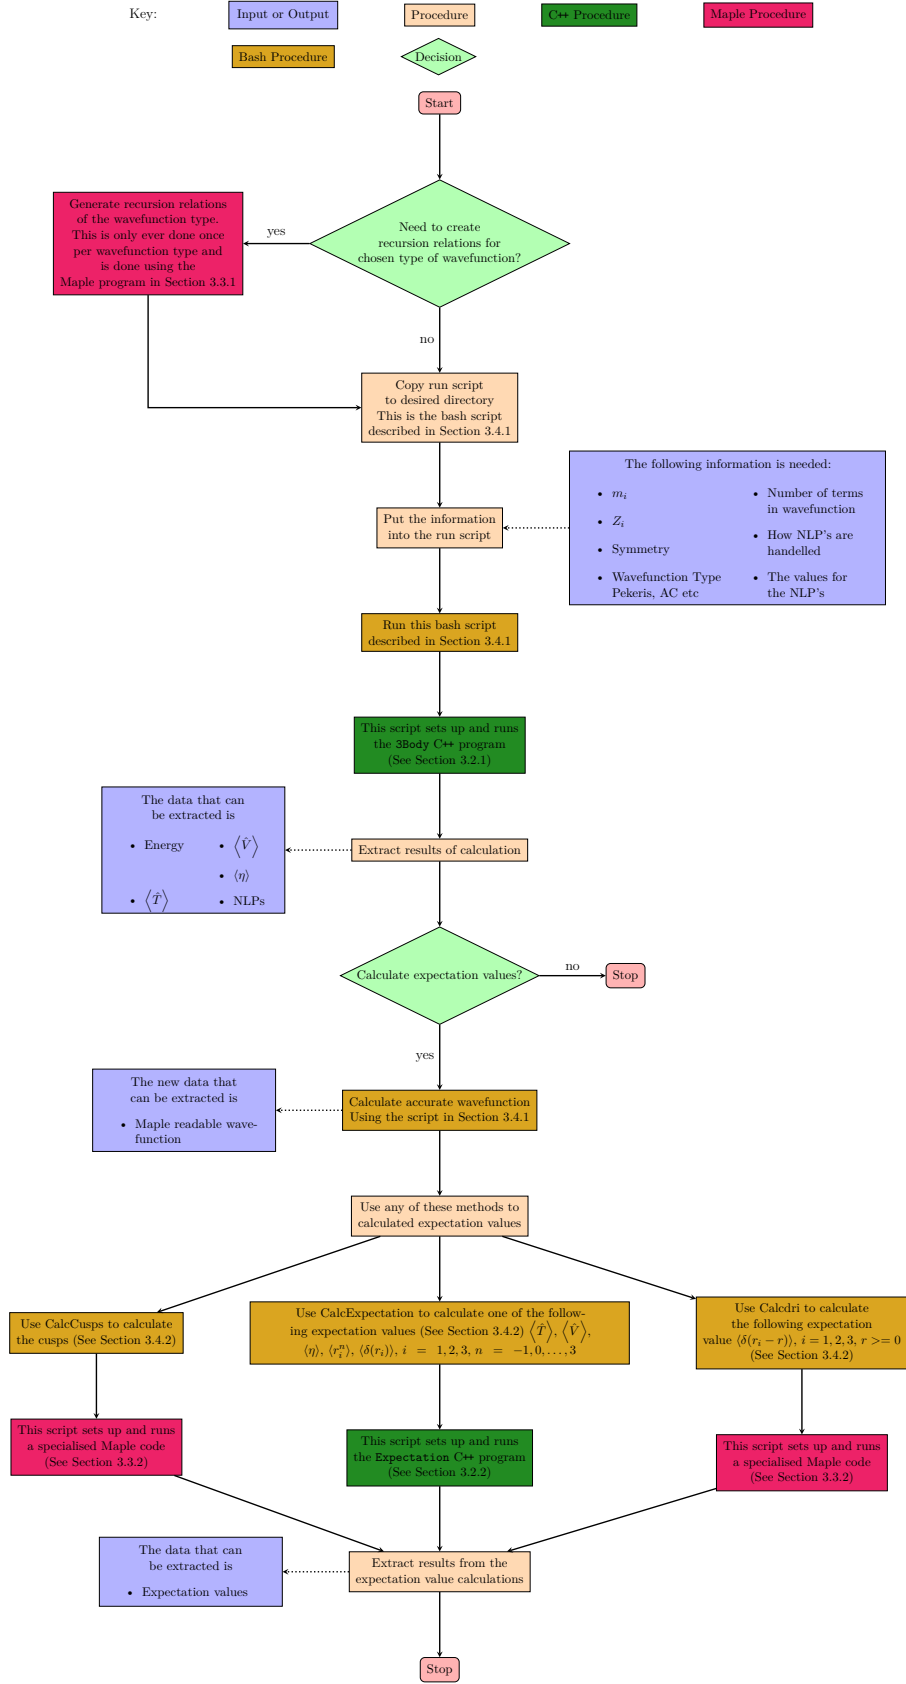 Key:
Input or Output
Procedure
C++ Procedure
Maple Procedure
Bash Procedure
Decision
Start
Need to create
recursion relations for
chosen type of wavefunction?
yes
Generate recursion relations
of the wavefunction type.
This is only ever done once
per wavefunction type and
is done using the
Maple program in Section 3.3.1
no
Copy run script
to desired directory
This is the bash script
described in Section 3.4.1
Put the information
into the run script
The following information is needed:
• m_i
• Z_i
• Symmetry
• Wavefunction Type
Pekeris, AC etc
• Number of terms
in wavefunction
• How NLP's are
handelled
• The values for
the NLP's
Run this bash script
described in Section 3.4.1
This script sets up and runs
the 3Body C++ program
(See Section 3.2.1)
Extract results of calculation
The data that can
be extracted is
• Energy
• ⟨T̂⟩
• ⟨V̂⟩
• ⟨η⟩
• NLPs
Calculate expectation values?
no
Stop
yes
Calculate accurate wavefunction
Using the script in Section 3.4.1
The new data that
can be extracted is
• Maple readable wave-
function
Use any of these methods to
calculated expectation values
Use CalcCusps to calculate
the cusps (See Section 3.4.2)
Use CalcExpectation to calculate one of the follow-
ing expectation values (See Section 3.4.2) ⟨T̂⟩, ⟨V̂⟩,
⟨η⟩, ⟨r_i^n⟩, ⟨δ(r_i)⟩, i = 1, 2, 3, n = −1, 0, . . . , 3
Use Calcdri to calculate
the following expectation
value ⟨δ(r_i − r)⟩, i = 1, 2, 3, r >= 0
(See Section 3.4.2)
This script sets up and runs
a specialised Maple code
(See Section 3.3.2)
This script sets up and runs
the Expectation C++ program
(See Section 3.2.2)
This script sets up and runs
a specialised Maple code
(See Section 3.3.2)
Extract results from the
expectation value calculations
The data that can
be extracted is
• Expectation values
Stop